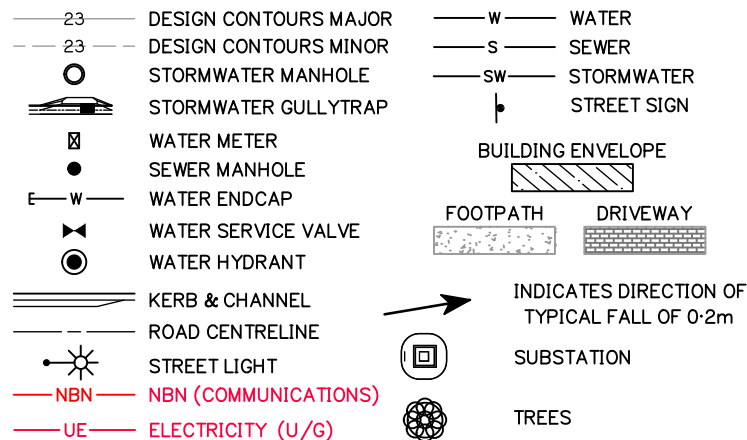 23 DESIGN CONTOURS MAJOR
23 DESIGN CONTOURS MINOR
STORMWATER MANHOLE
STORMWATER GULLYTRAP
WATER METER
SEWER MANHOLE
E W WATER ENDCAP
WATER SERVICE VALVE
WATER HYDRANT
KERB & CHANNEL
ROAD CENTRELINE
STREET LIGHT
NBN NBN (COMMUNICATIONS)
UE ELECTRICITY (U/G)
W WATER
S SEWER
SW STORMWATER
STREET SIGN
BUILDING ENVELOPE
FOOTPATH DRIVEWAY
INDICATES DIRECTION OF
TYPICAL FALL OF 0·2m
SUBSTATION
TREES